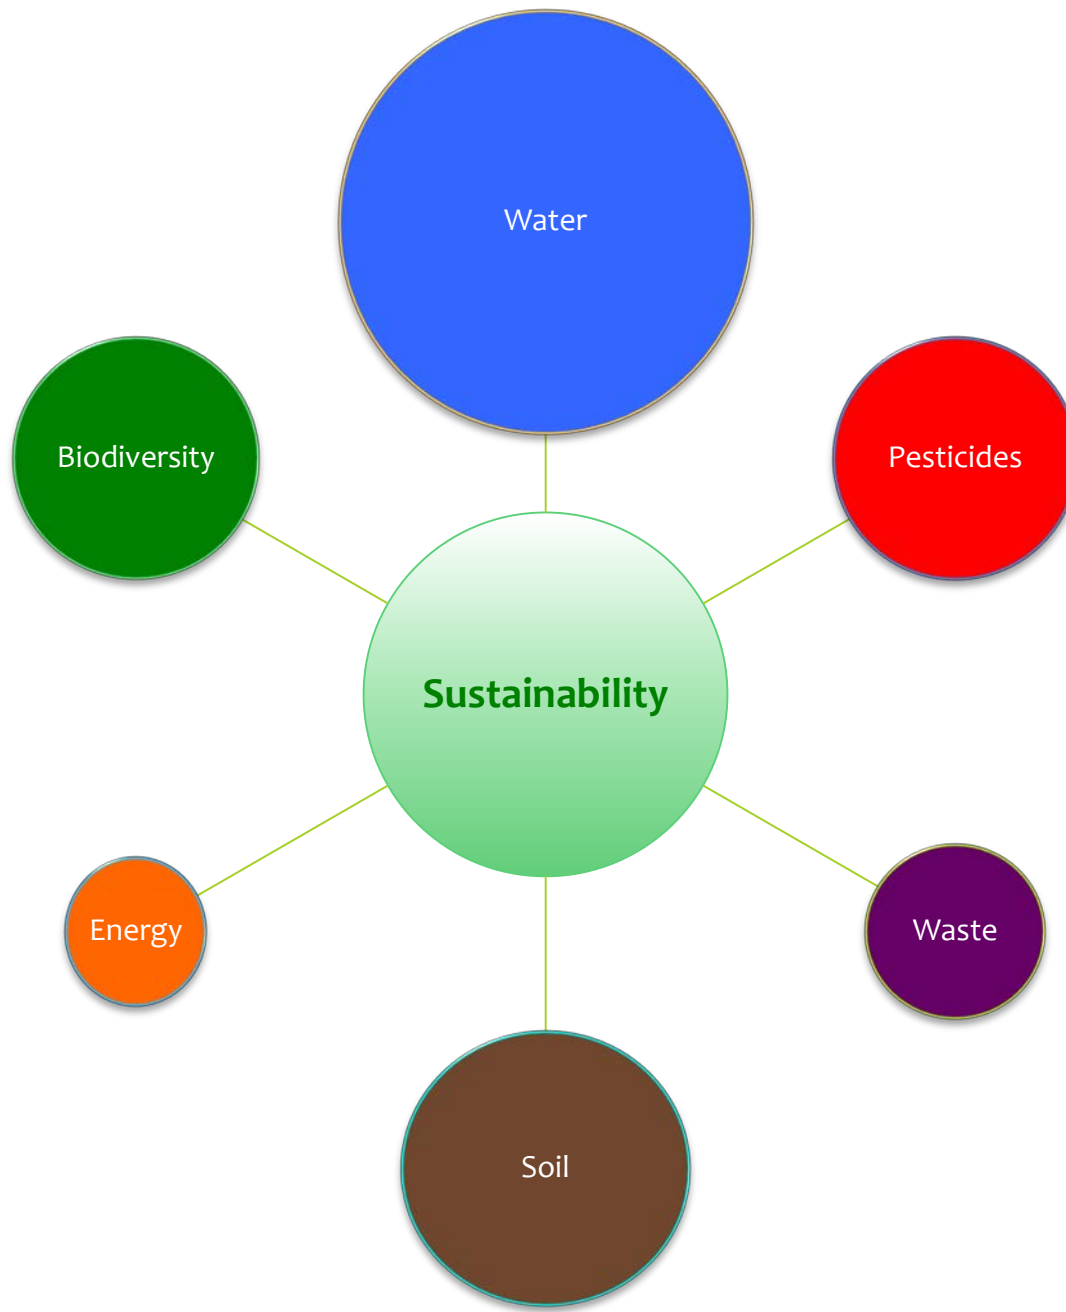 Water
Biodiversity
Pesticides
Sustainability
Energy
Waste
Soil